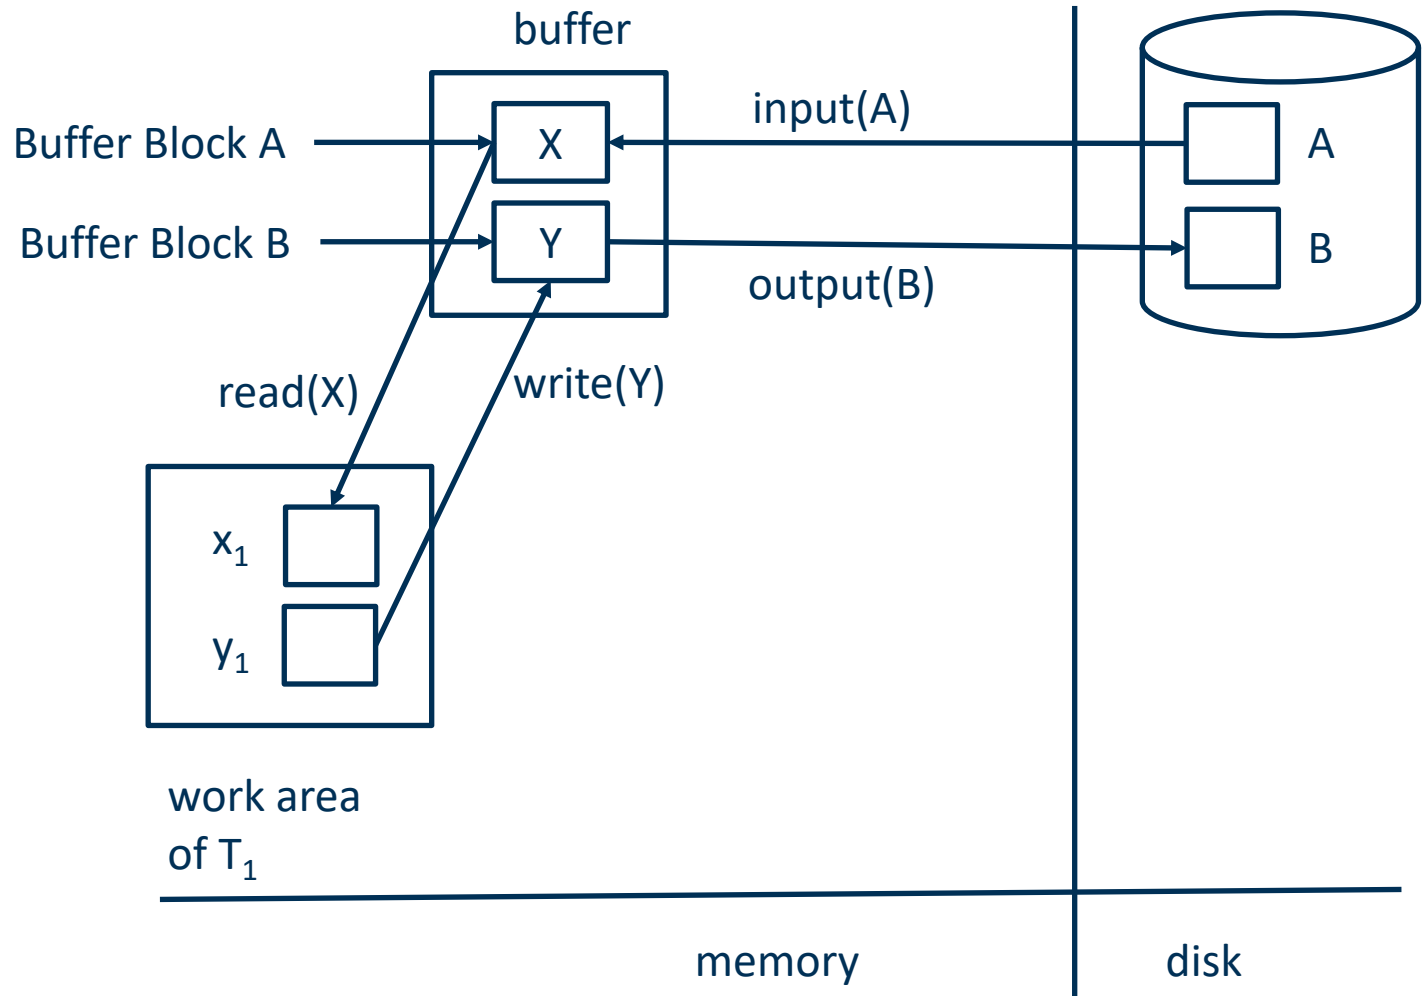 buffer
input(A)
Buffer Block A
X
A
Buffer Block B
Y
B
output(B)
read(X)
write(Y)
x₁
y₁
work area
of T₁
memory
disk